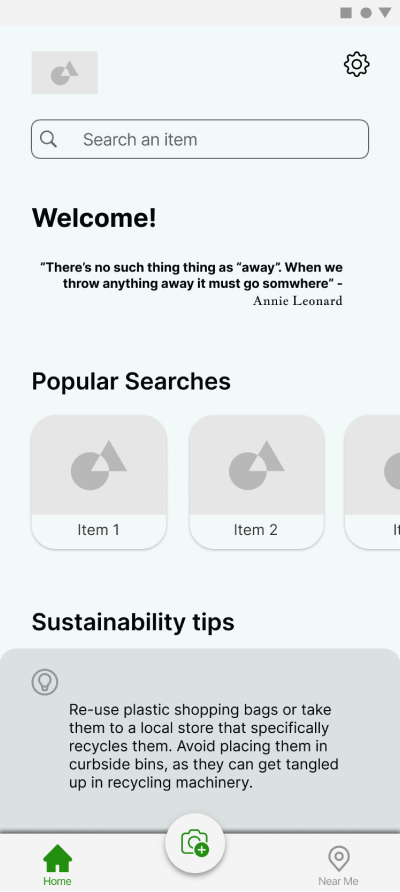 Search an item
Welcome!
“There’s no such thing thing as “away”. When we
throw anything away it must go somwhere” -
Annie Leonard
Popular Searches
Item 1
Item 2
It
Sustainability tips
Re-use plastic shopping bags or take
them to a local store that specifically
recycles them. Avoid placing them in
curbside bins, as they can get tangled
up in recycling machinery.
Home
Near Me